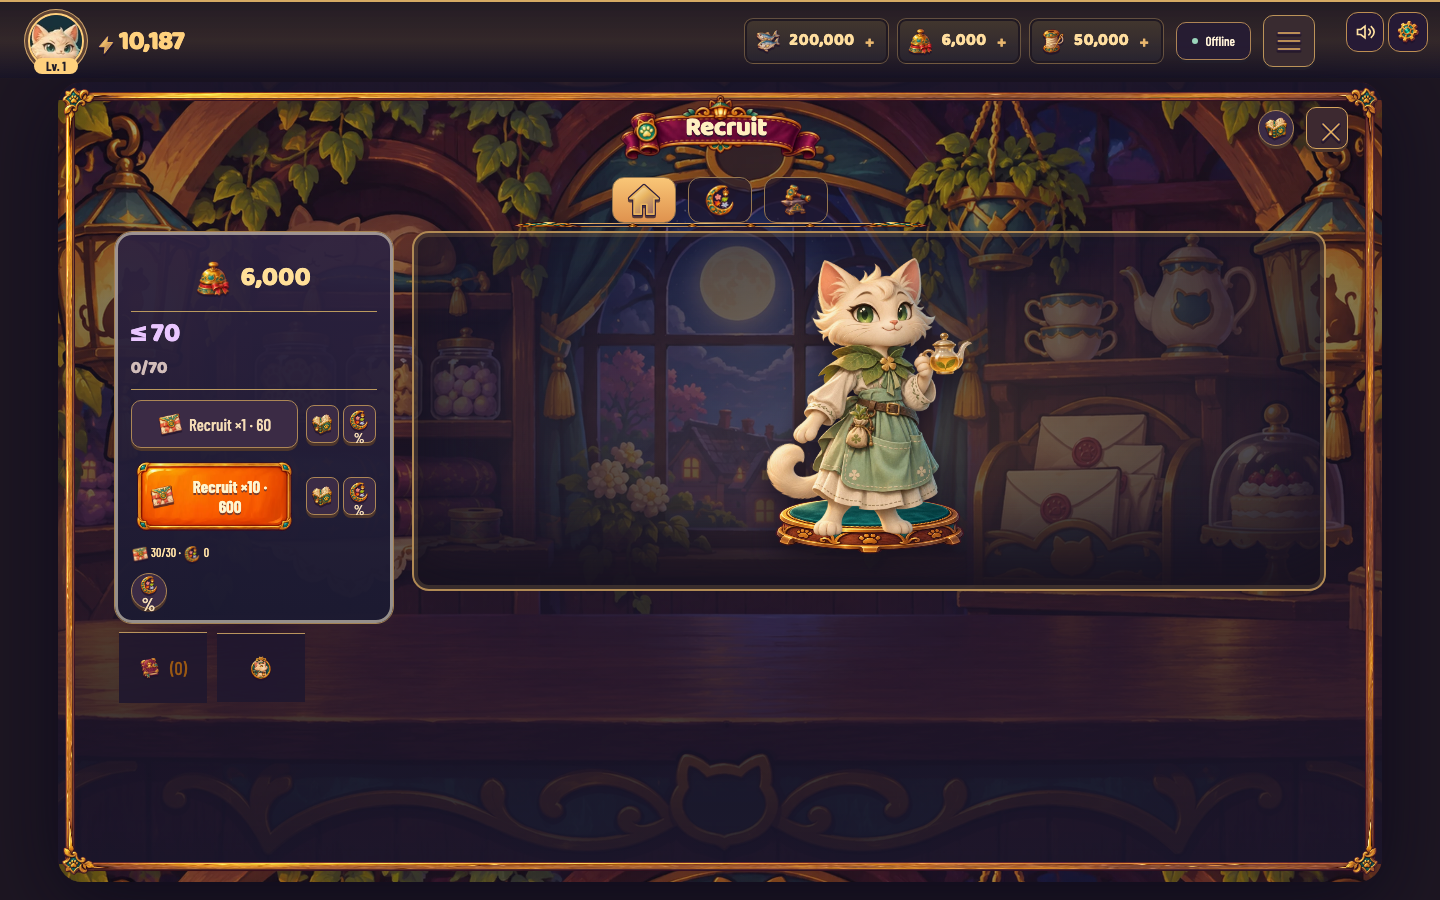 10,187
Lv. 1
200,000 +
6,000 +
50,000 +
Offline
Recruit
6,000
≤ 70
0/70
Recruit ×1 · 60
%
Recruit ×10 ·
600
%
30/30 · 0
%
(0)